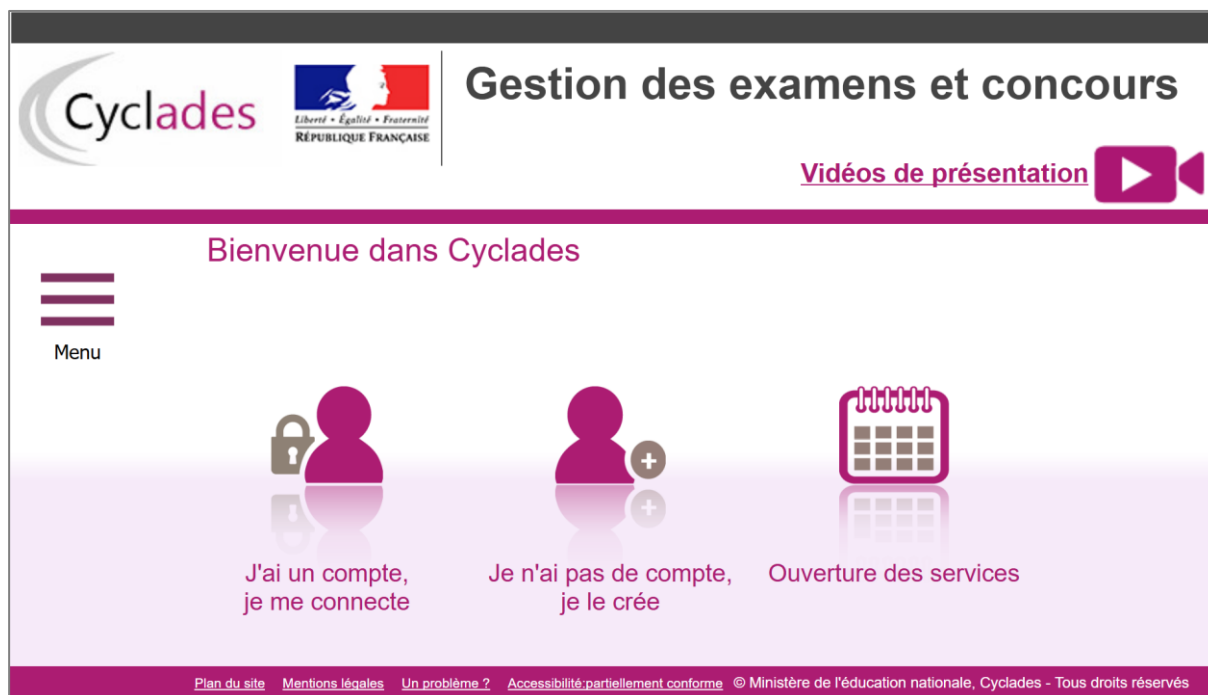 Cyclades
Liberté • Égalité • Fraternité
RÉPUBLIQUE FRANÇAISE
Gestion des examens et concours
Vidéos de présentation
Bienvenue dans Cyclades
Menu
J'ai un compte,
je me connecte
Je n'ai pas de compte,
je le crée
Ouverture des services
Plan du site Mentions légales Un problème ? Accessibilité:partiellement conforme © Ministère de l'éducation nationale, Cyclades - Tous droits réservés